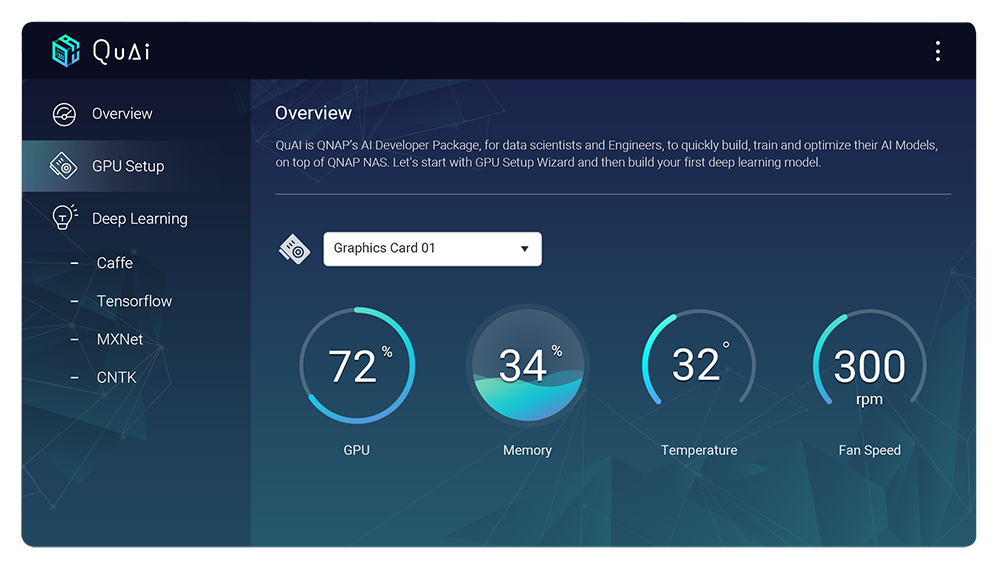 QuAi
Overview
GPU Setup
Deep Learning
Caffe
Tensorflow
MXNet
CNTK
Overview
QuAI is QNAP's AI Developer Package, for data scientists and Engineers, to quickly build, train and optimize their AI Models,
on top of QNAP NAS. Let's start with GPU Setup Wizard and then build your first deep learning model.
Graphics Card 01
72%
GPU
34%
Memory
32°
Temperature
300
rpm
Fan Speed